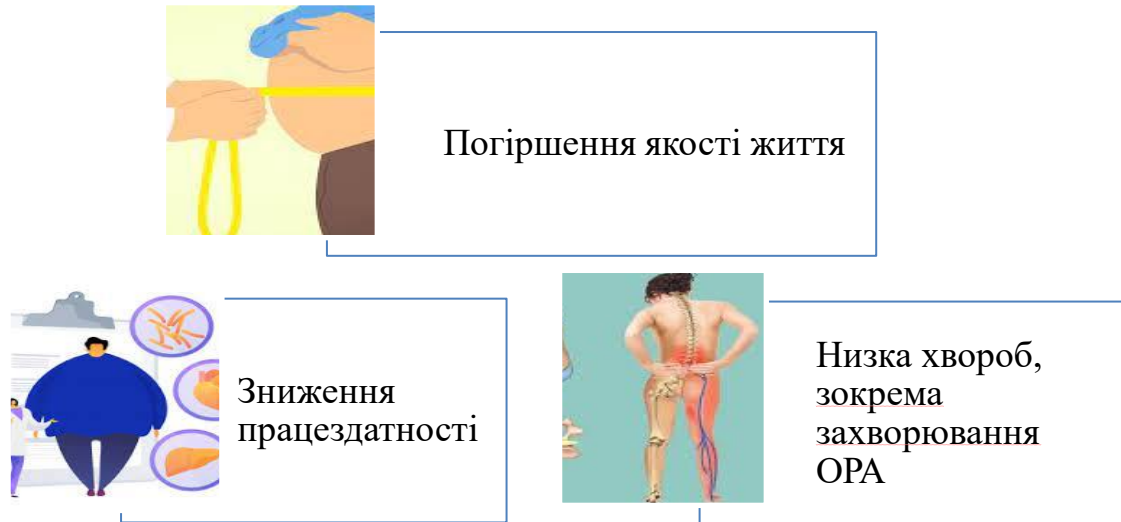 Погіршення якості життя
Зниження
працездатності
Низка хвороб,
зокрема
захворювання
ОРА